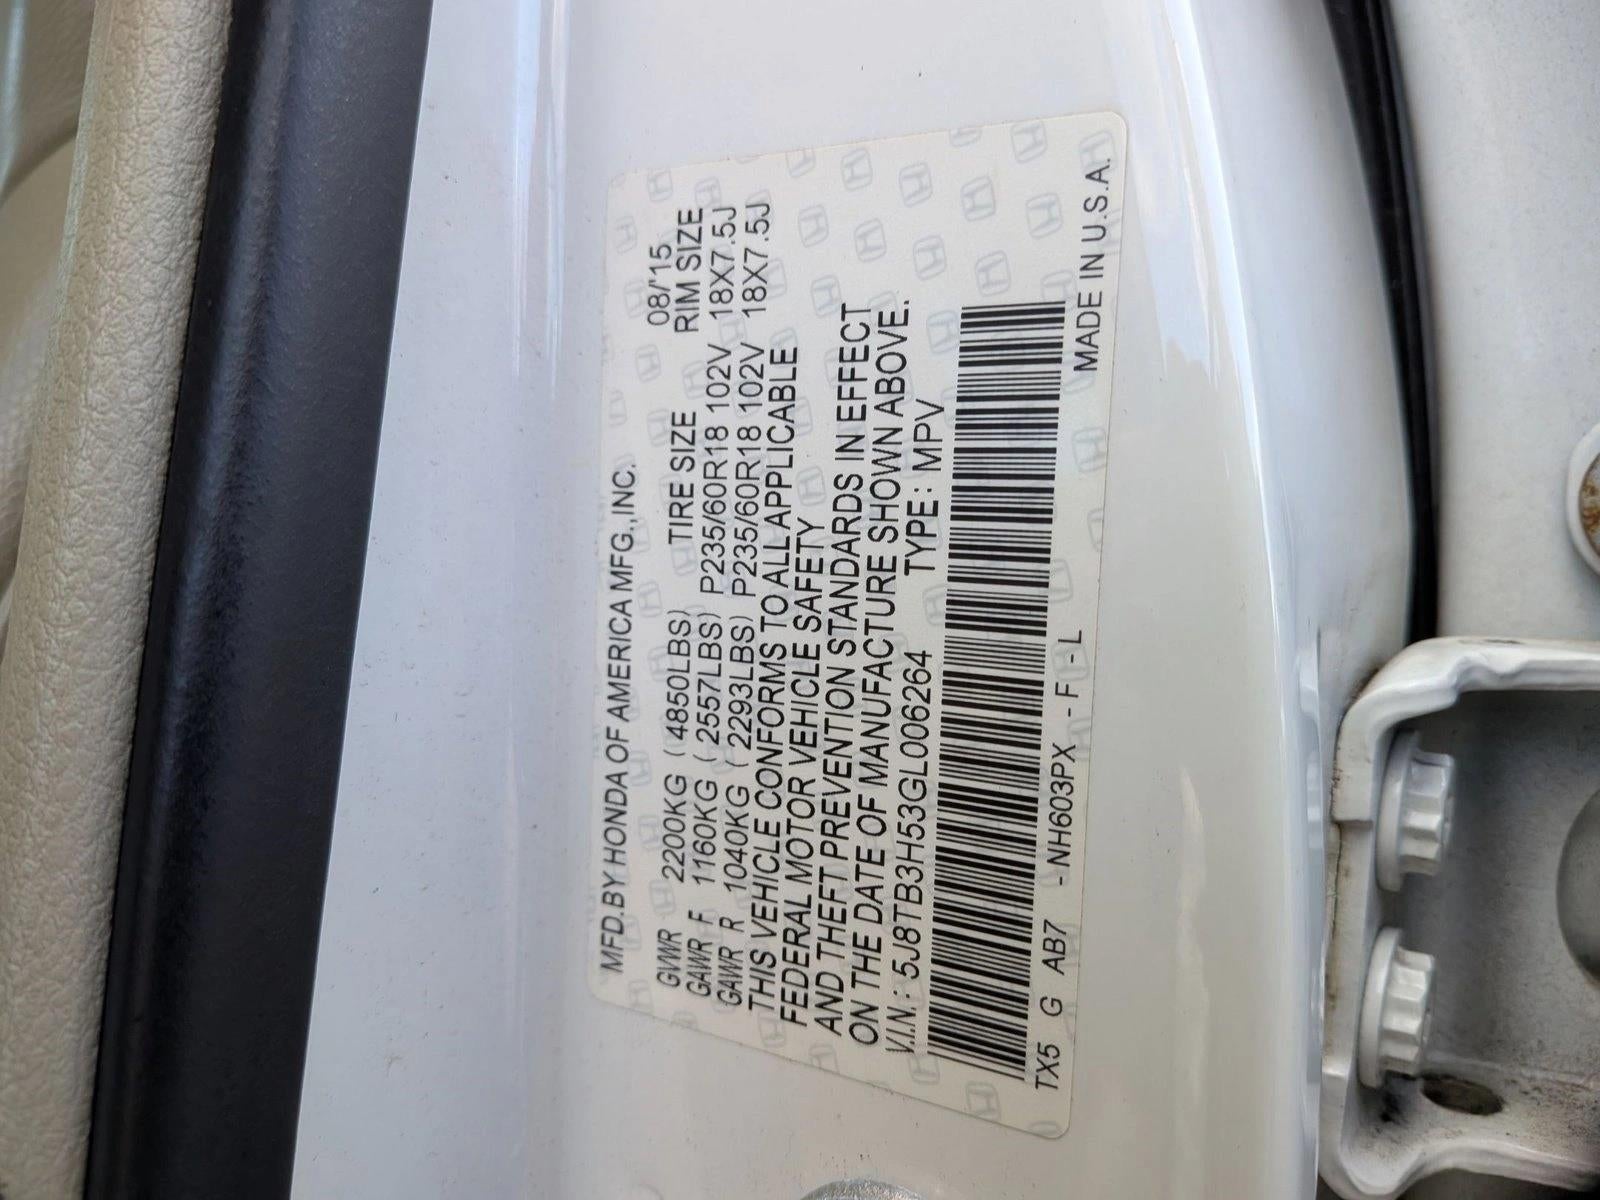 MFD.BY HONDA OF AMERICA MFG.,INC. 08/'15
GVWR 2200KG ( 4850LBS) TIRE SIZE RIM SIZE
GAWR F 1160KG ( 2557LBS) P235/60R18 102V 18X7.5J
GAWR R 1040KG ( 2293LBS) P235/60R18 102V 18X7.5J
THIS VEHICLE CONFORMS TO ALL APPLICABLE
FEDERAL MOTOR VEHICLE SAFETY
AND THEFT PREVENTION STANDARDS IN EFFECT
ON THE DATE OF MANUFACTURE SHOWN ABOVE.
V.I.N.: 5J8TB3H53GL006264 TYPE : MPV
TX5 G AB7 - NH603PX - F - L MADE IN U.S.A.